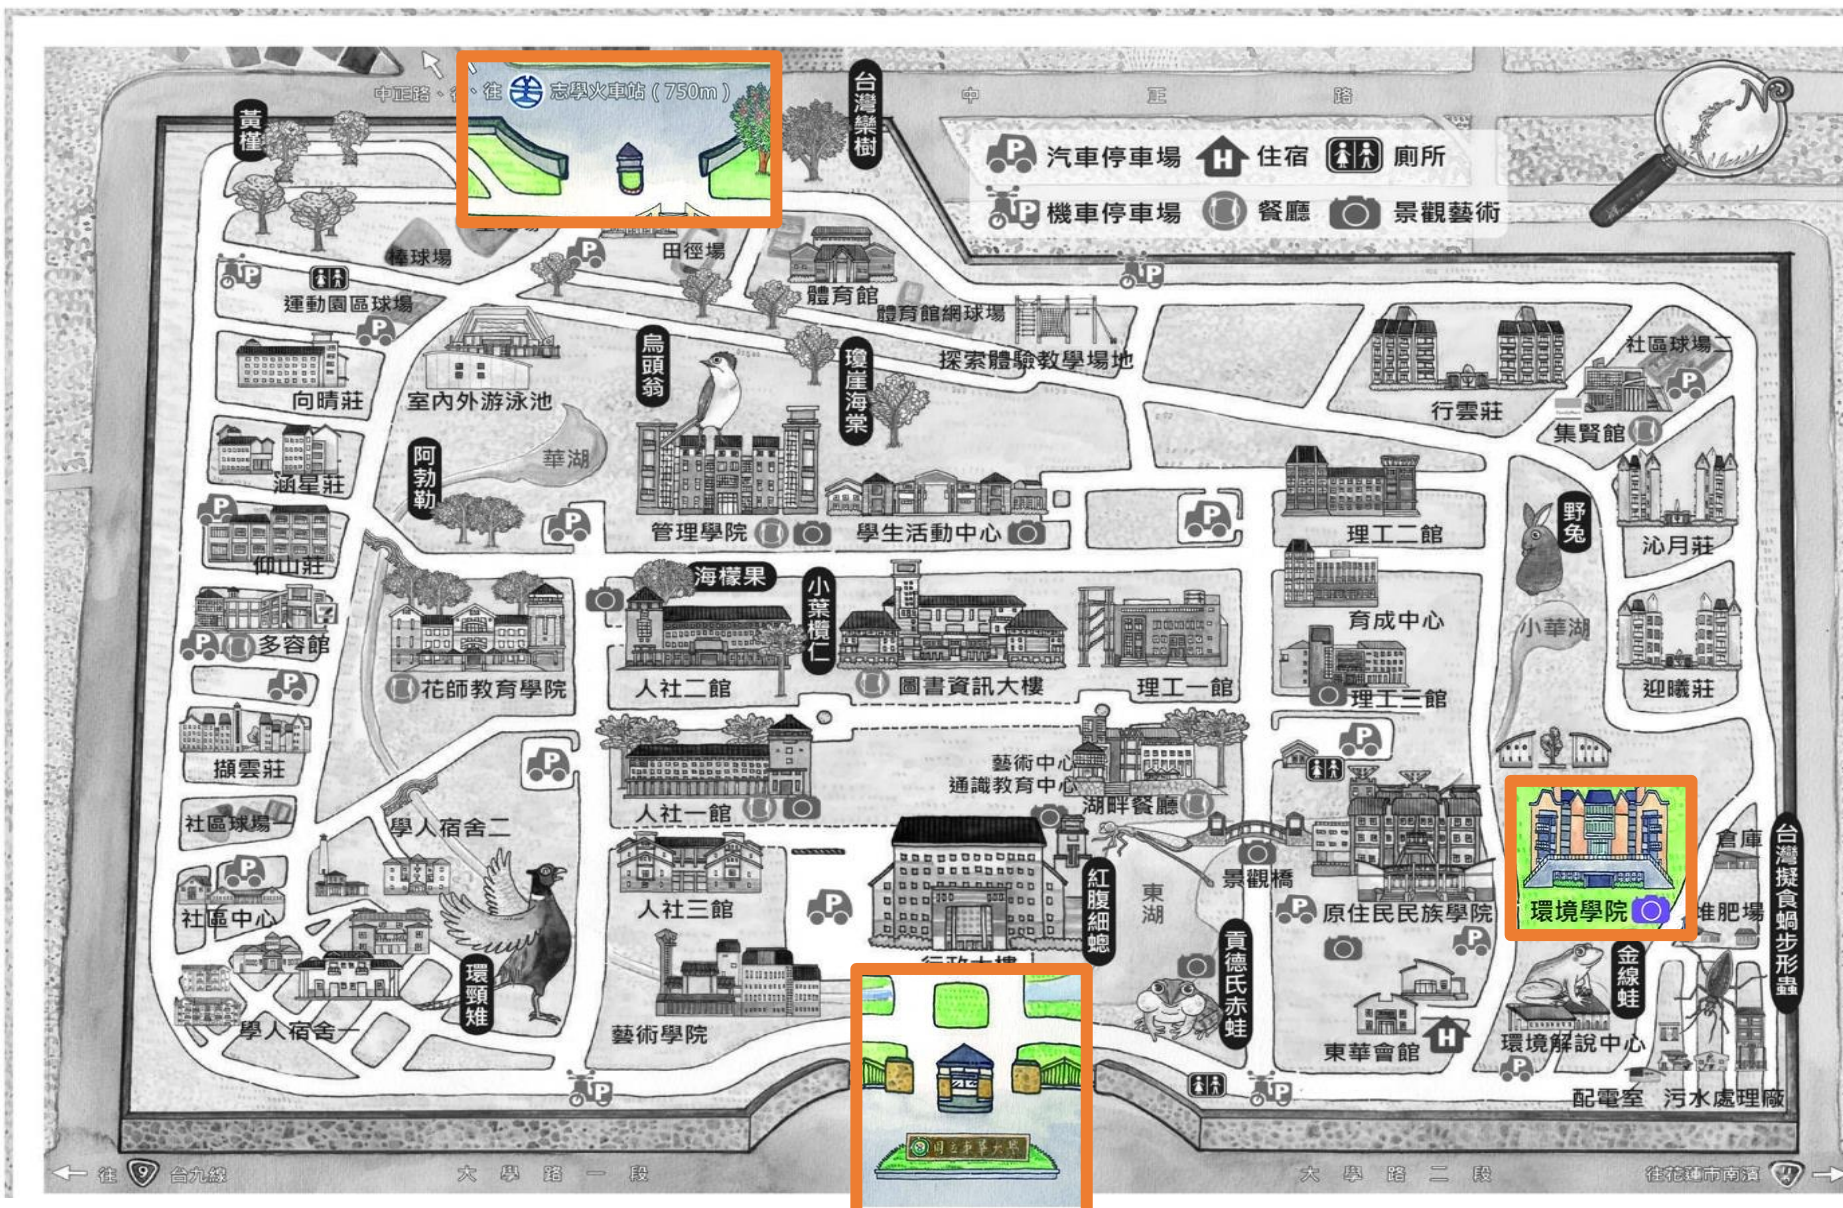 中正路、往
往 志學火車站 ( 750m )
中 正 路
台灣欒樹
黃槿
P 汽車停車場 H 住宿 廁所
P 機車停車場 餐廳 景觀藝術
N
棒球場
田徑場
P
體育館
P
P
運動園區球場
P
體育館網球場
探索體驗教學場地
烏頭翁
瓊崖海棠
社區球場二
P
向晴莊
室內外游泳池
行雲莊
集賢館
阿勃勒
華湖
涵星莊
P
P
P
管理學院
學生活動中心
理工二館
野兔
沁月莊
仰山莊
海檬果
小葉欖仁
育成中心
小華湖
P
多容館
P
花師教育學院
人社二館
圖書資訊大樓
理工一館
理工三館
迎曦莊
擷雲莊
P
藝術中心
通識教育中心
P
人社一館
湖畔餐廳
社區球場
學人宿舍二
倉庫
P
社區中心
人社三館
P
紅腹細蟌
東湖
景觀橋
P
原住民民族學院
P
環境學院
堆肥場
台灣擬食蝸步形蟲
行政大樓
環頸雉
貢德氏赤蛙
金線蛙
學人宿舍一
藝術學院
東華會館
H
環境解說中心
P
國立東華大學
P
P
配電室
污水處理廠
往 9 台九線
大 學 路 一 段
大 學 路 二 段
往花蓮市南濱